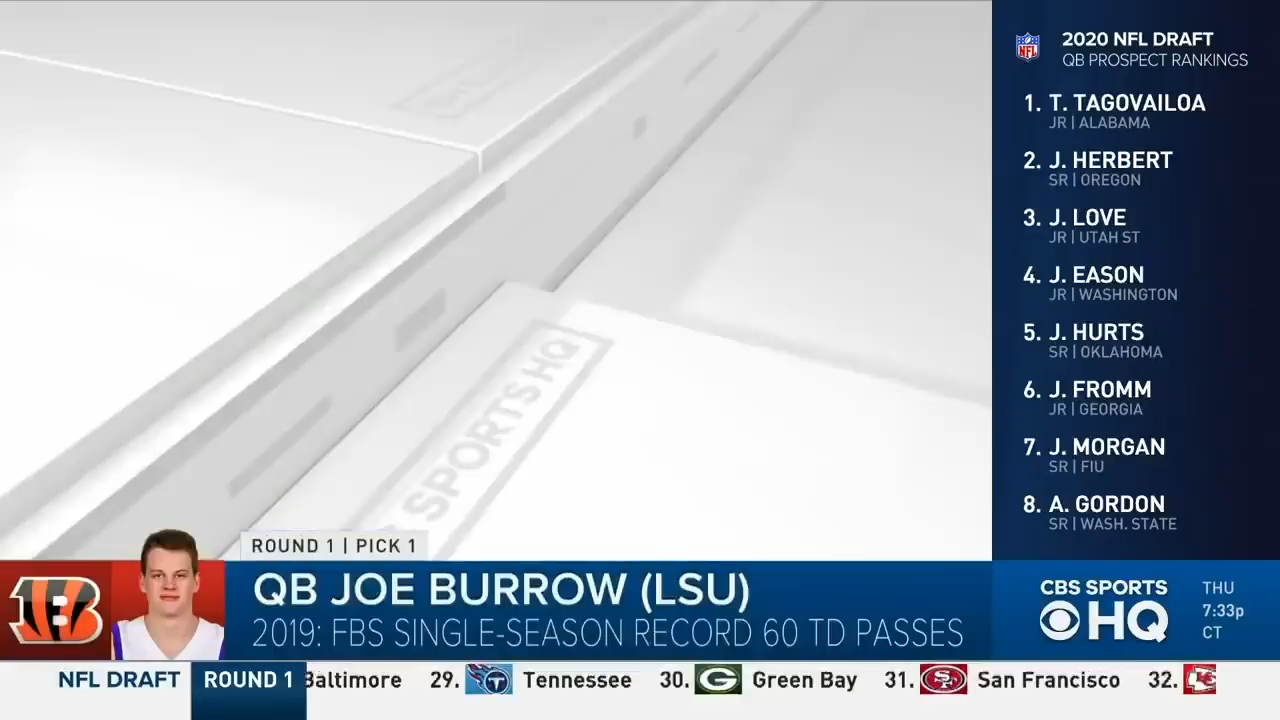 NFL
2020 NFL DRAFT
QB PROSPECT RANKINGS
1. T. TAGOVAILOA
JR | ALABAMA
2. J. HERBERT
SR | OREGON
3. J. LOVE
JR | UTAH ST
4. J. EASON
JR | WASHINGTON
5. J. HURTS
SR | OKLAHOMA
6. J. FROMM
JR | GEORGIA
7. J. MORGAN
SR | FIU
8. A. GORDON
SR | WASH. STATE
SPORTS HQ
ROUND 1 | PICK 1
B
QB JOE BURROW (LSU)
2019: FBS SINGLE-SEASON RECORD 60 TD PASSES
CBS SPORTS
HQ
THU
7:33p
CT
NFL DRAFT ROUND 1 Baltimore 29. T Tennessee 30. G Green Bay 31. SF San Francisco 32. KC